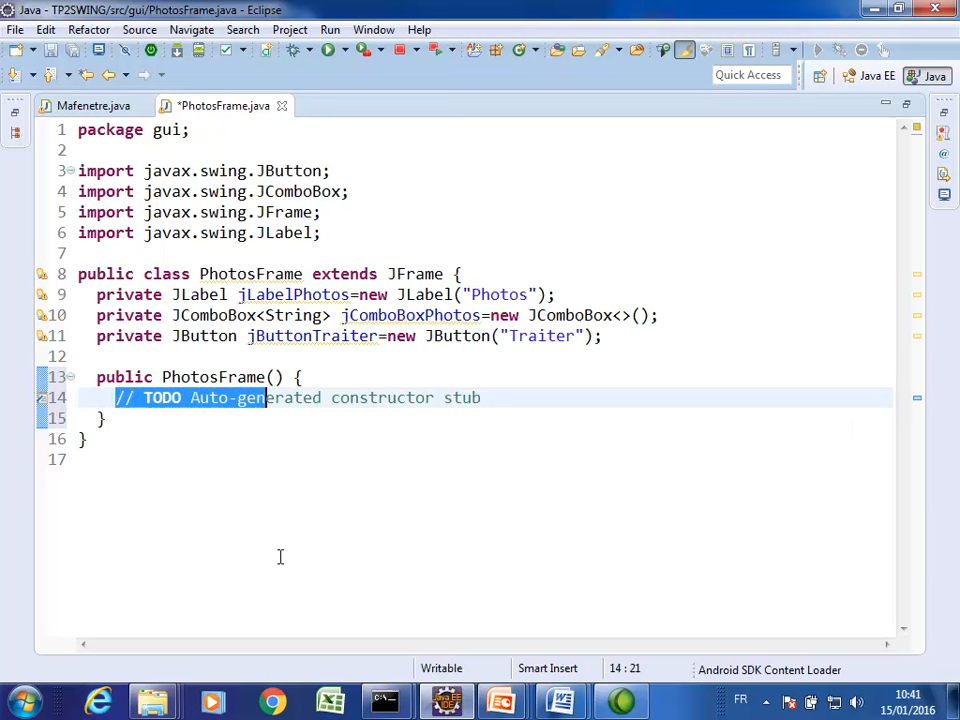 Java - TP2SWING/src/gui/PhotosFrame.java - Eclipse
File Edit Refactor Source Navigate Search Project Run Window Help
Quick Access Java EE Java
Mafenetre.java *PhotosFrame.java
1 package gui;
2
3 import javax.swing.JButton;
4 import javax.swing.JComboBox;
5 import javax.swing.JFrame;
6 import javax.swing.JLabel;
7
8 public class PhotosFrame extends JFrame {
9 private JLabel jLabelPhotos=new JLabel("Photos");
10 private JComboBox<String> jComboBoxPhotos=new JComboBox<>();
11 private JButton jButtonTraiter=new JButton("Traiter");
12
13 public PhotosFrame() {
14 // TODO Auto-generated constructor stub
15 }
16 }
17
Writable Smart Insert 14 : 21 Android SDK Content Loader
FR 10:41
15/01/2016